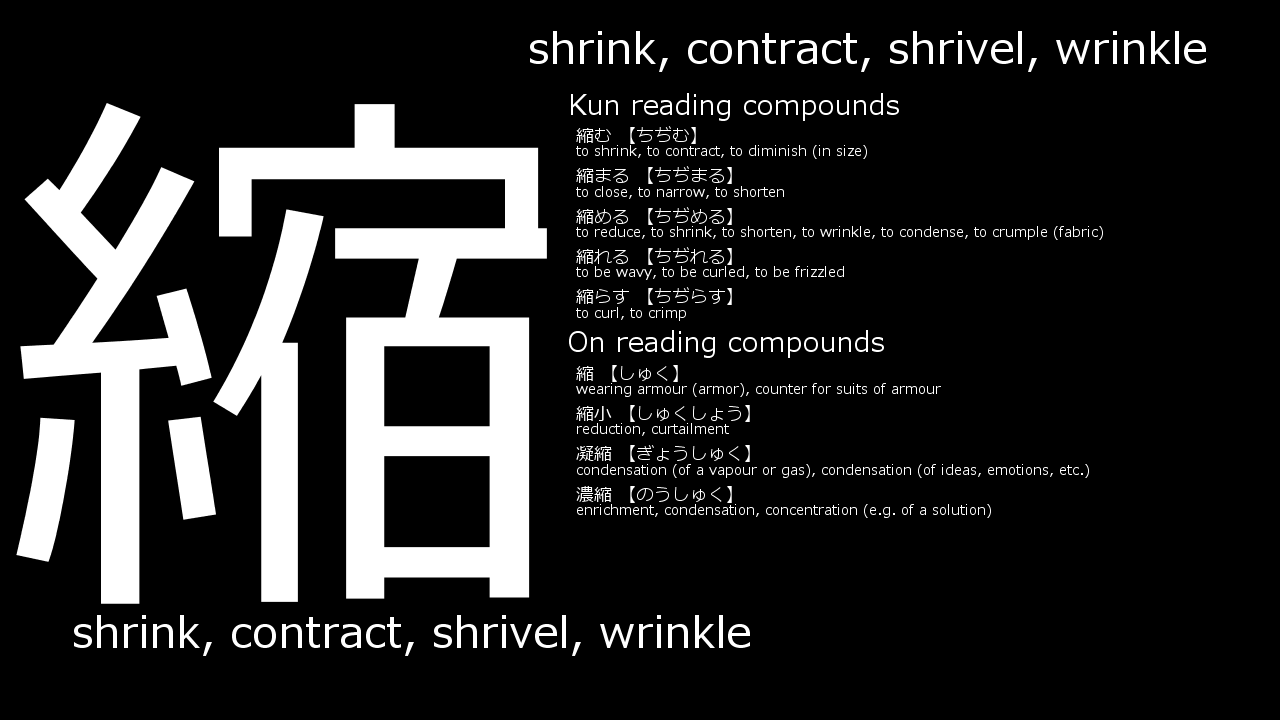 shrink, contract, shrivel, wrinkle
縮
Kun reading compounds
縮む 【ちぢむ】
to shrink, to contract, to diminish (in size)
縮まる 【ちぢまる】
to close, to narrow, to shorten
縮める 【ちぢめる】
to reduce, to shrink, to shorten, to wrinkle, to condense, to crumple (fabric)
縮れる 【ちぢれる】
to be wavy, to be curled, to be frizzled
縮らす 【ちぢらす】
to curl, to crimp
On reading compounds
縮 【しゅく】
wearing armour (armor), counter for suits of armour
縮小 【しゅくしょう】
reduction, curtailment
凝縮 【ぎょうしゅく】
condensation (of a vapour or gas), condensation (of ideas, emotions, etc.)
濃縮 【のうしゅく】
enrichment, condensation, concentration (e.g. of a solution)
shrink, contract, shrivel, wrinkle